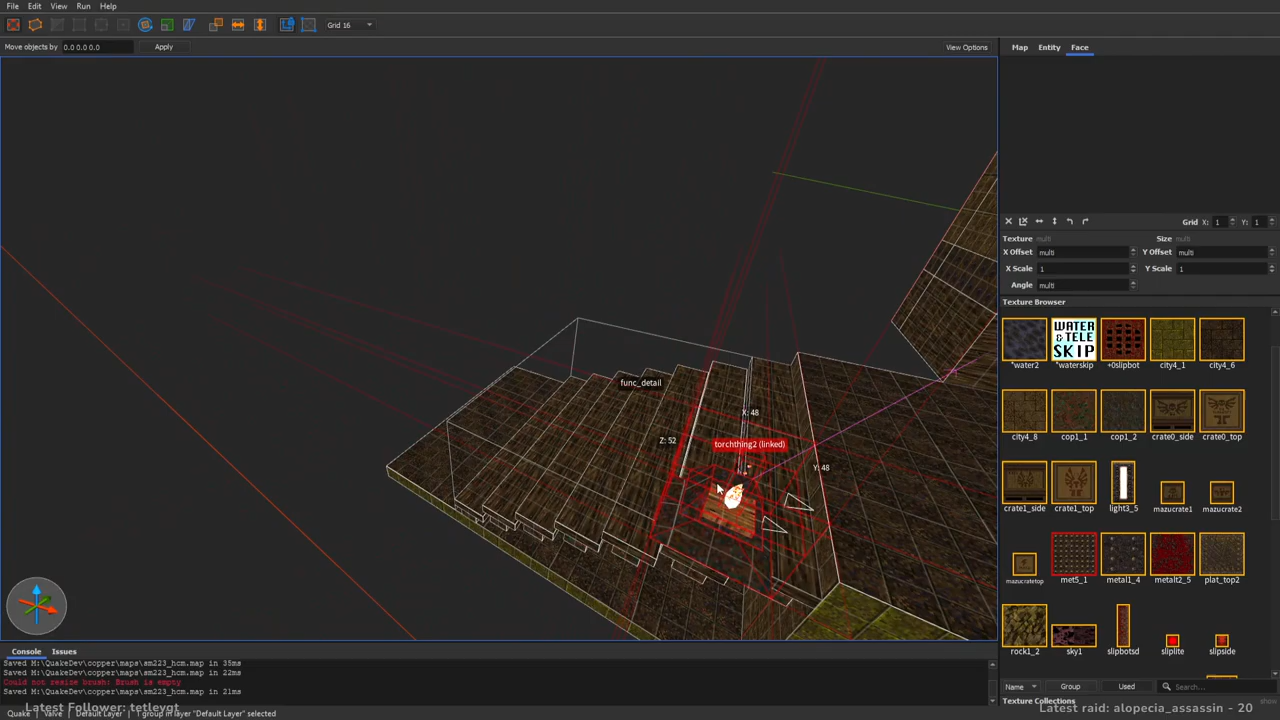 File Edit View Run Help
Grid 16
Move objects by 0.0 0.0 0.0 Apply View Options
Map Entity Face
Grid X: 1 Y: 1
Texture multi Size multi
X Offset multi Y Offset multi
X Scale 1 Y Scale 1
Angle multi
Texture Browser
WATER & TELE SKIP
*water2 *waterskip +0slipbot city4_1 city4_6
city4_8 cop1_1 cop1_2 crate0_side crate0_top
crate1_side crate1_top light3_5 mazucrate1 mazucrate2
mazucratetop met5_1 metal1_4 metalt2_5 plat_top2
rock1_2 sky1 slipbotsd sliplite slipside
func_detail
X: 48
Z: 52
torchthing2 (linked)
Y: 48
Console Issues
Saved M:\QuakeDev\copper\maps\sm223_hcm.map in 35ms
Saved M:\QuakeDev\copper\maps\sm223_hcm.map in 22ms
Could not resize brush: Brush is empty
Saved M:\QuakeDev\copper\maps\sm223_hcm.map in 21ms
Name Group Used Search...
Texture Collections show
Latest Follower: tetleyqt
Latest raid: alopecia_assassin - 20
Quake Valve Default Layer 1 group in layer "Default Layer" selected